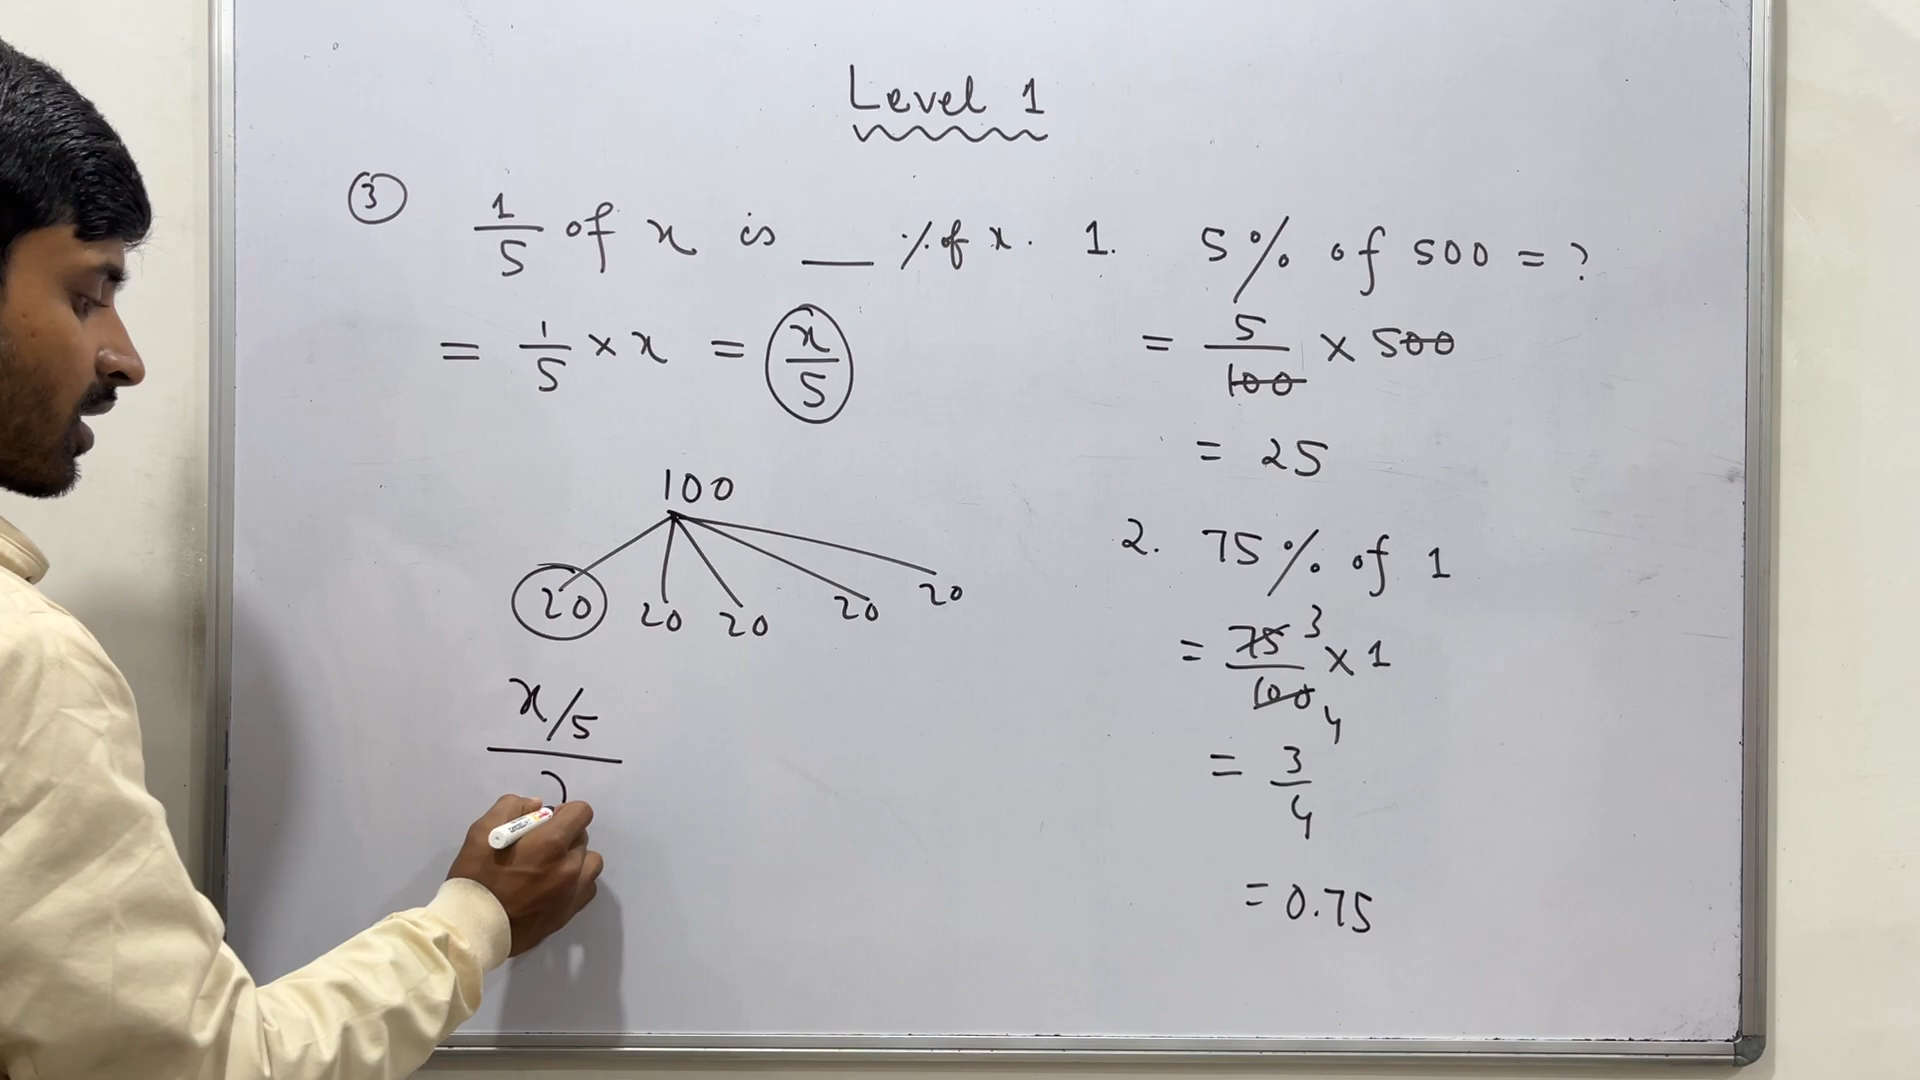 Level 1
③ 1/5 of x is __ % of x.
= 1/5 × x = x/5
100
20 20 20 20 20
x/5
1. 5% of 500 = ?
= 5/100 × 500
= 25
2. 75% of 1
= 75 3/100 4 × 1
= 3/4
= 0.75